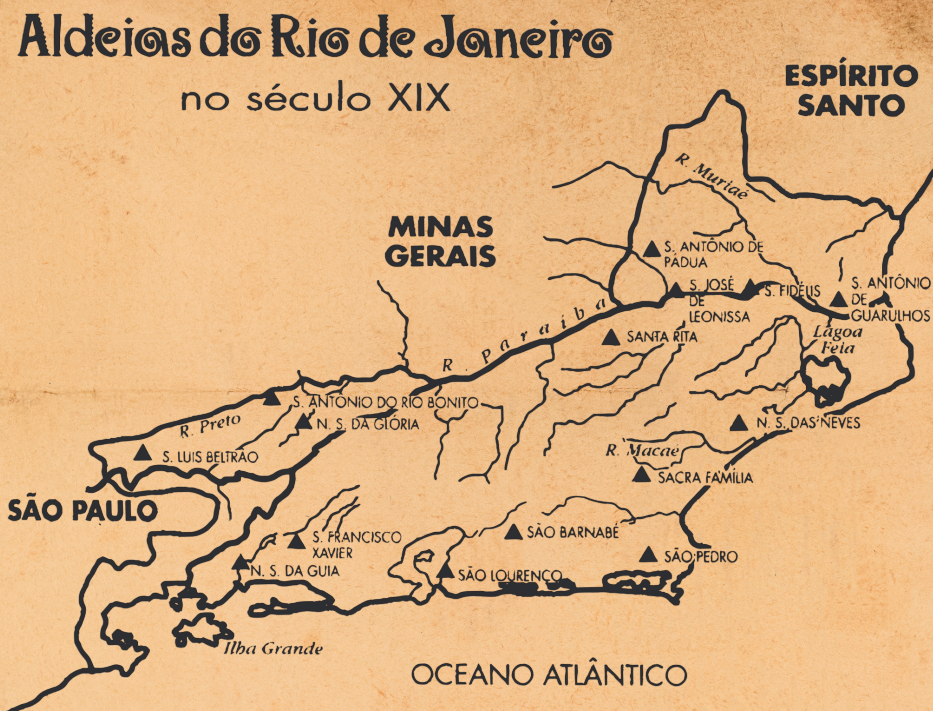 Aldeias do Rio de Janeiro
no século XIX
ESPÍRITO
SANTO
R. Muriaé
MINAS
GERAIS
S. ANTÔNIO DE
PÁDUA
S. JOSÉ
DE
LEONISSA
S. FIDÉLIS
S. ANTÔNIO
DE
GUARULHOS
R. Paraíba
SANTA RITA
Lagoa
Feia
S. ANTÔNIO DO RIO BONITO
R. Preto
N. S. DA GLÓRIA
N. S. DAS NEVES
S. LUIS BELTRÃO
R. Macaé
SACRA FAMÍLIA
SÃO PAULO
S. FRANCISCO
XAVIER
SÃO BARNABÉ
N. S. DA GUIA
SÃO LOURENÇO
SÃO PEDRO
Ilha Grande
OCEANO ATLÂNTICO